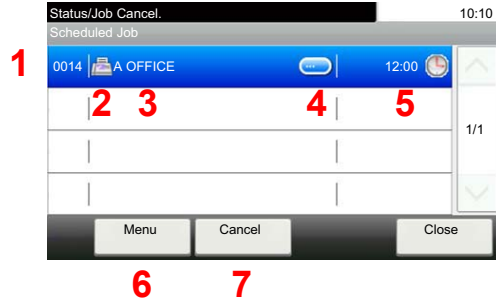 Status/Job Cancel. 10:10
Scheduled Job
1 0014 A OFFICE ... 12:00
2 3 4 5
1/1
Menu Cancel Close
6 7